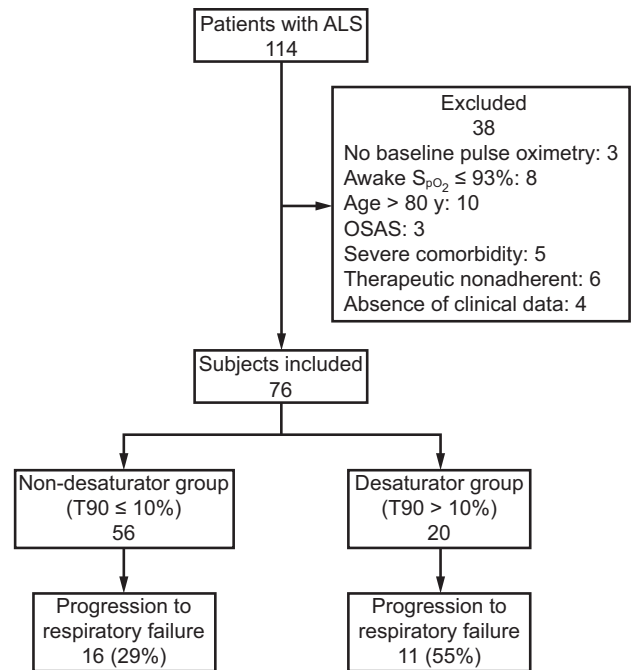 Patients with ALS
114
Excluded
38
No baseline pulse oximetry: 3
Awake SpO2 ≤ 93%: 8
Age > 80 y: 10
OSAS: 3
Severe comorbidity: 5
Therapeutic nonadherent: 6
Absence of clinical data: 4
Subjects included
76
Non-desaturator group
(T90 ≤ 10%)
56
Desaturator group
(T90 > 10%)
20
Progression to
respiratory failure
16 (29%)
Progression to
respiratory failure
11 (55%)